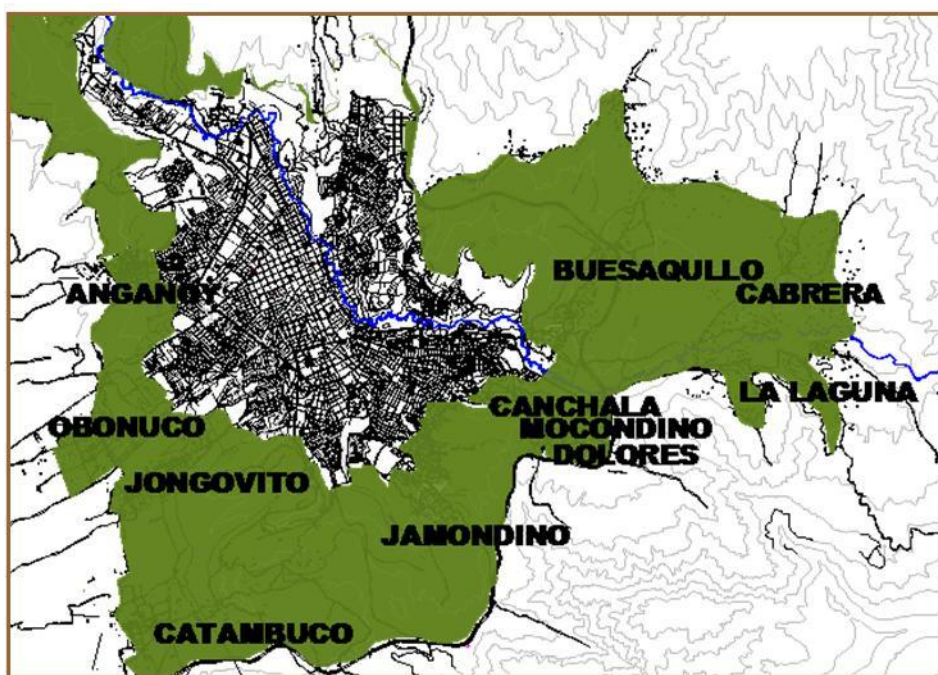 BUESAQULLO
CABRERA
ANGANOY
LA LAGUNA
CANCHALA
MOCONDINO
DOLORES
OBONUCO
JONGOVITO
JAMONDINO
CATAMBUCO